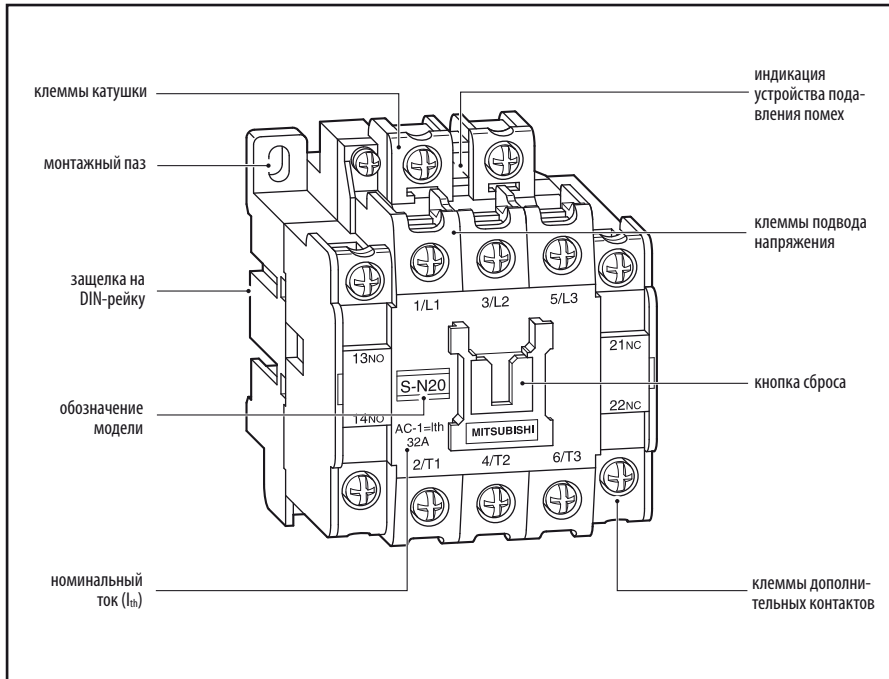 клеммы катушки
монтажный паз
защелка на
DIN-рейку
обозначение
модели
номинальный
ток (Ith)
индикация
устройства пода-
вления помех
клеммы подвода
напряжения
кнопка сброса
клеммы дополни-
тельных контактов
1/L1 3/L2 5/L3
13NO
21NC
S-N20
14NO
22NC
AC-1=Ith
32A
MITSUBISHI
2/T1 4/T2 6/T3